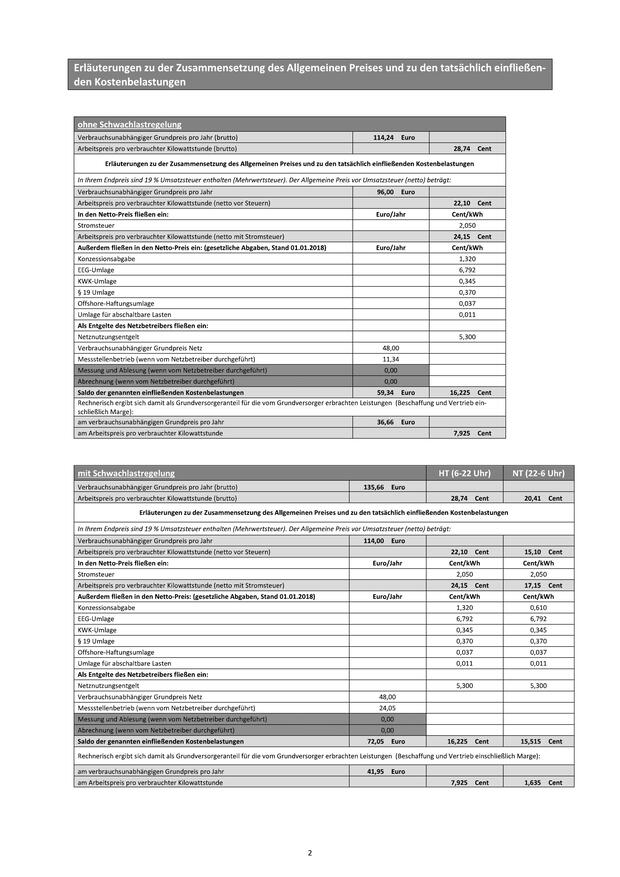 Erläuterungen zu der Zusammensetzung des Allgemeinen Preises und zu den tatsächlich einfließen-
den Kostenbelastungen
ohne Schwachlastregelung
Verbrauchsunabhängiger Grundpreis pro Jahr (brutto) 114,24 Euro
Arbeitspreis pro verbrauchter Kilowattstunde (brutto) 28,74 Cent
Erläuterungen zu der Zusammensetzung des Allgemeinen Preises und zu den tatsächlich einfließenden Kostenbelastungen
In Ihrem Endpreis sind 19 % Umsatzsteuer enthalten (Mehrwertsteuer). Der Allgemeine Preis vor Umsatzsteuer (netto) beträgt:
Verbrauchsunabhängiger Grundpreis pro Jahr 96,00 Euro
Arbeitspreis pro verbrauchter Kilowattstunde (netto vor Steuern) 22,10 Cent
In den Netto-Preis fließen ein: Euro/Jahr Cent/kWh
Stromsteuer 2,050
Arbeitspreis pro verbrauchter Kilowattstunde (netto mit Stromsteuer) 24,15 Cent
Außerdem fließen in den Netto-Preis ein: (gesetzliche Abgaben, Stand 01.01.2018) Euro/Jahr Cent/kWh
Konzessionsabgabe 1,320
EEG-Umlage 6,792
KWK-Umlage 0,345
§ 19 Umlage 0,370
Offshore-Haftungsumlage 0,037
Umlage für abschaltbare Lasten 0,011
Als Entgelte des Netzbetreibers fließen ein:
Netznutzungsentgelt 5,300
Verbrauchsunabhängiger Grundpreis Netz 48,00
Messstellenbetrieb (wenn vom Netzbetreiber durchgeführt) 11,34
Messung und Ablesung (wenn vom Netzbetreiber durchgeführt) 0,00
Abrechnung (wenn vom Netzbetreiber durchgeführt) 0,00
Saldo der genannten einfließenden Kostenbelastungen 59,34 Euro 16,225 Cent
Rechnerisch ergibt sich damit als Grundversorgeranteil für die vom Grundversorger erbrachten Leistungen (Beschaffung und Vertrieb ein-
schließlich Marge):
am verbrauchsunabhängigen Grundpreis pro Jahr 36,66 Euro
am Arbeitspreis pro verbrauchter Kilowattstunde 7,925 Cent
mit Schwachlastregelung HT (6-22 Uhr) NT (22-6 Uhr)
Verbrauchsunabhängiger Grundpreis pro Jahr (brutto) 135,66 Euro
Arbeitspreis pro verbrauchter Kilowattstunde (brutto) 28,74 Cent 20,41 Cent
Erläuterungen zu der Zusammensetzung des Allgemeinen Preises und zu den tatsächlich einfließenden Kostenbelastungen
In Ihrem Endpreis sind 19 % Umsatzsteuer enthalten (Mehrwertsteuer). Der Allgemeine Preis vor Umsatzsteuer (netto) beträgt:
Verbrauchsunabhängiger Grundpreis pro Jahr 114,00 Euro
Arbeitspreis pro verbrauchter Kilowattstunde (netto vor Steuern) 22,10 Cent 15,10 Cent
In den Netto-Preis fließen ein: Euro/Jahr Cent/kWh Cent/kWh
Stromsteuer 2,050 2,050
Arbeitspreis pro verbrauchter Kilowattstunde (netto mit Stromsteuer) 24,15 Cent 17,15 Cent
Außerdem fließen in den Netto-Preis: (gesetzliche Abgaben, Stand 01.01.2018) Euro/Jahr Cent/kWh Cent/kWh
Konzessionsabgabe 1,320 0,610
EEG-Umlage 6,792 6,792
KWK-Umlage 0,345 0,345
§ 19 Umlage 0,370 0,370
Offshore-Haftungsumlage 0,037 0,037
Umlage für abschaltbare Lasten 0,011 0,011
Als Entgelte des Netzbetreibers fließen ein:
Netznutzungsentgelt 5,300 5,300
Verbrauchsunabhängiger Grundpreis Netz 48,00
Messstellenbetrieb (wenn vom Netzbetreiber durchgeführt) 24,05
Messung und Ablesung (wenn vom Netzbetreiber durchgeführt) 0,00
Abrechnung (wenn vom Netzbetreiber durchgeführt) 0,00
Saldo der genannten einfließenden Kostenbelastungen 72,05 Euro 16,225 Cent 15,515 Cent
Rechnerisch ergibt sich damit als Grundversorgeranteil für die vom Grundversorger erbrachten Leistungen (Beschaffung und Vertrieb einschließlich Marge):
am verbrauchsunabhängigen Grundpreis pro Jahr 41,95 Euro
am Arbeitspreis pro verbrauchter Kilowattstunde 7,925 Cent 1,635 Cent
2